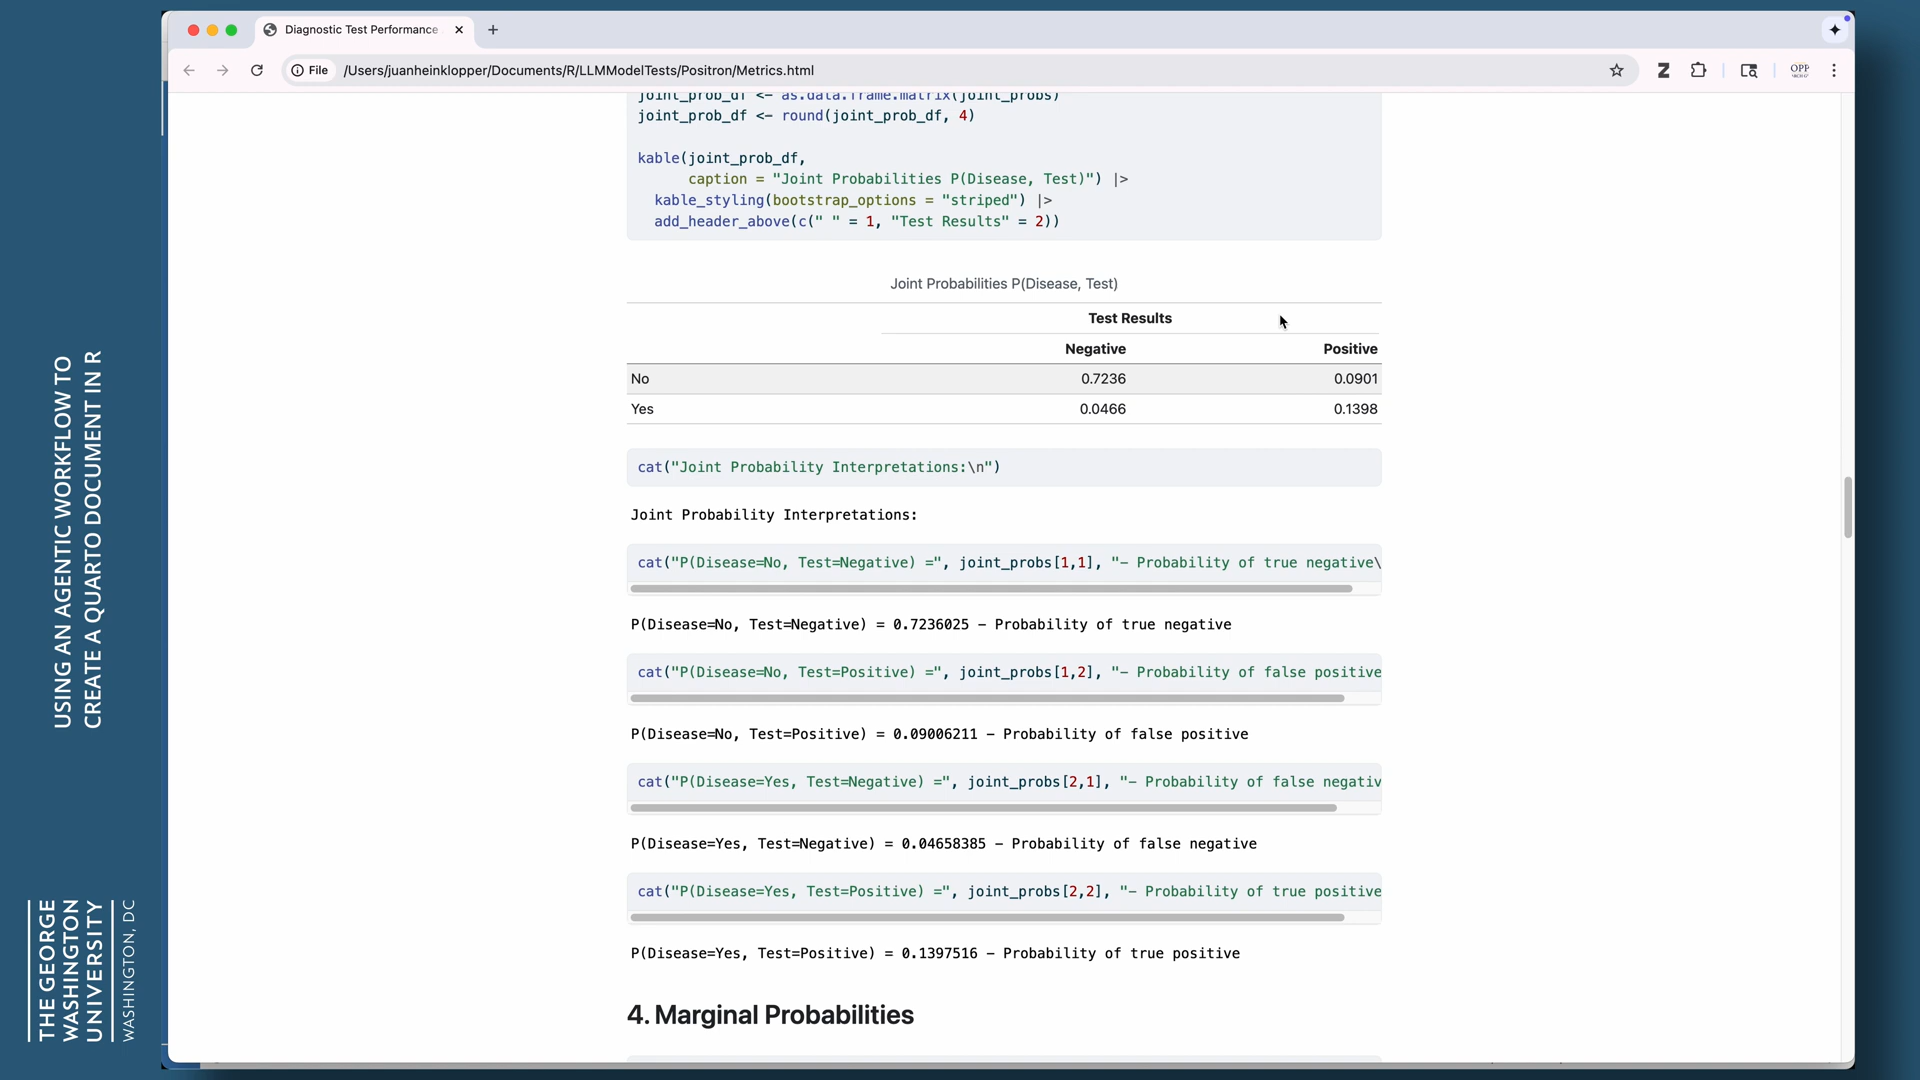 USING AN AGENTIC WORKFLOW TO
CREATE A QUARTO DOCUMENT IN R
THE GEORGE
WASHINGTON
UNIVERSITY
WASHINGTON, DC
Diagnostic Test Performance
File /Users/juanheinklopper/Documents/R/LLMModelTests/Positron/Metrics.html
joint_prob_df <- as.data.frame.matrix(joint_probs)
joint_prob_df <- round(joint_prob_df, 4)
kable(joint_prob_df,
caption = "Joint Probabilities P(Disease, Test)") |>
kable_styling(bootstrap_options = "striped") |>
add_header_above(c(" " = 1, "Test Results" = 2))
Joint Probabilities P(Disease, Test)
Test Results
Negative Positive
No 0.7236 0.0901
Yes 0.0466 0.1398
cat("Joint Probability Interpretations:\n")
Joint Probability Interpretations:
cat("P(Disease=No, Test=Negative) =", joint_probs[1,1], "- Probability of true negative\
P(Disease=No, Test=Negative) = 0.7236025 - Probability of true negative
cat("P(Disease=No, Test=Positive) =", joint_probs[1,2], "- Probability of false positive
P(Disease=No, Test=Positive) = 0.09006211 - Probability of false positive
cat("P(Disease=Yes, Test=Negative) =", joint_probs[2,1], "- Probability of false negativ
P(Disease=Yes, Test=Negative) = 0.04658385 - Probability of false negative
cat("P(Disease=Yes, Test=Positive) =", joint_probs[2,2], "- Probability of true positive
P(Disease=Yes, Test=Positive) = 0.1397516 - Probability of true positive
4. Marginal Probabilities